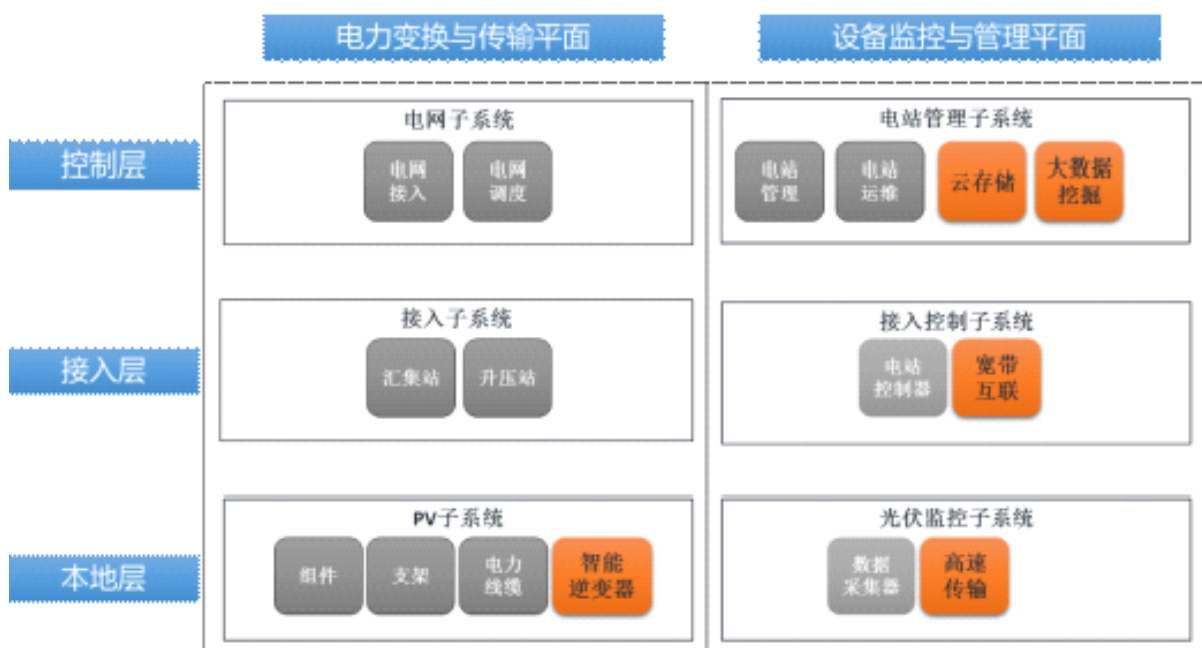 电力变换与传输平面
设备监控与管理平面
控制层
电网子系统
电网
接入
电网
调度
电站管理子系统
电站
管理
电站
运维
云存储
大数据
挖掘
接入层
接入子系统
汇集站
升压站
接入控制子系统
电站
控制器
宽带
互联
本地层
PV子系统
组件
支架
电力
线缆
智能
逆变器
光伏监控子系统
数据
采集器
高速
传输